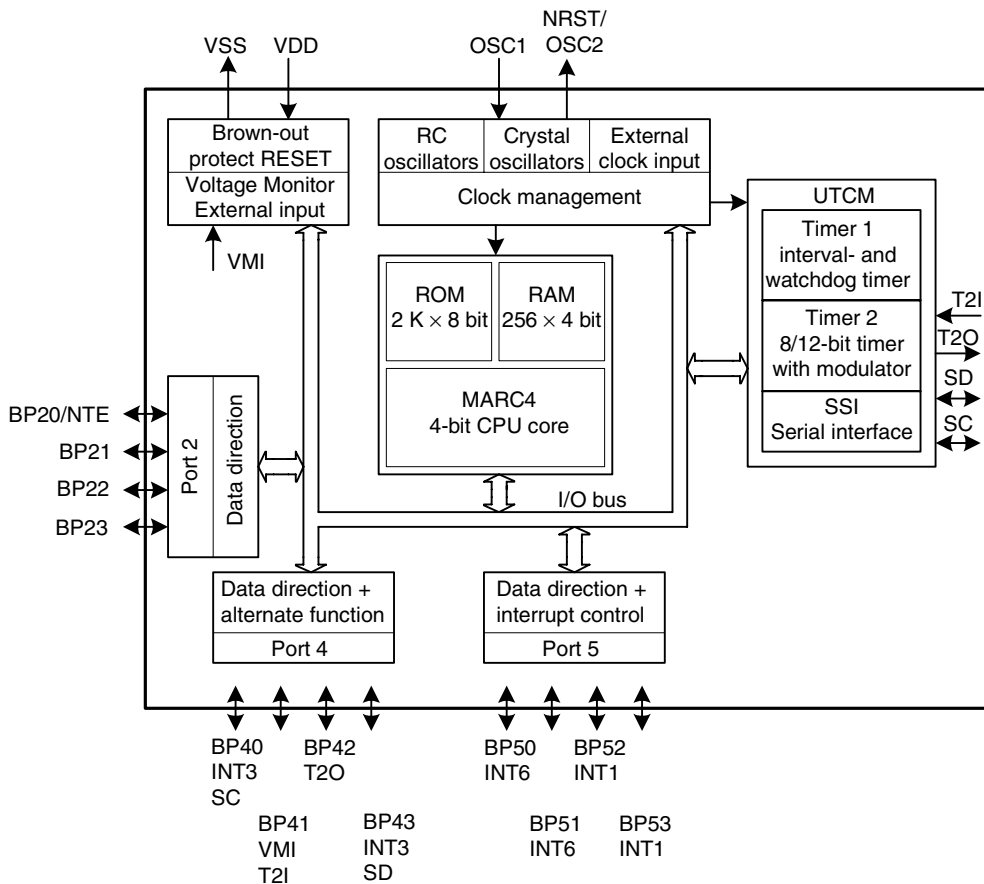 VSS
VDD
OSC1
NRST/
OSC2
Brown-out
protect RESET
Voltage Monitor
External input
VMI
RC
oscillators
Crystal
oscillators
External
clock input
Clock management
UTCM
Timer 1
interval- and
watchdog timer
Timer 2
8/12-bit timer
with modulator
SSI
Serial interface
T2I
T2O
SD
SC
ROM
2 K × 8 bit
RAM
256 × 4 bit
MARC4
4-bit CPU core
I/O bus
BP20/NTE
BP21
BP22
BP23
Port 2
Data direction
Data direction +
alternate function
Port 4
Data direction +
interrupt control
Port 5
BP40
INT3
SC
BP42
T2O
BP50
INT6
BP52
INT1
BP41
VMI
T2I
BP43
INT3
SD
BP51
INT6
BP53
INT1